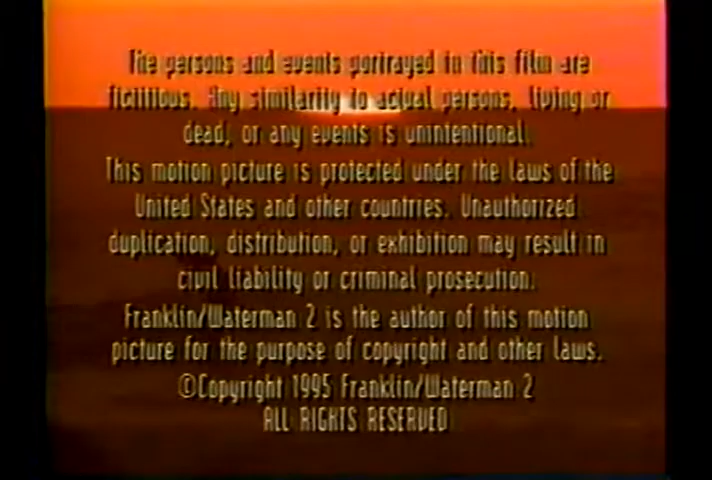 The persons and events portrayed in this film are
fictitious. Any similarity to actual persons, living or
dead, or any events is unintentional.
This motion picture is protected under the laws of the
United States and other countries. Unauthorized
duplication, distribution, or exhibition may result in
civil liability or criminal prosecution.
Franklin/Waterman 2 is the author of this motion
picture for the purpose of copyright and other laws.
©Copyright 1995 Franklin/Waterman 2
ALL RIGHTS RESERVED